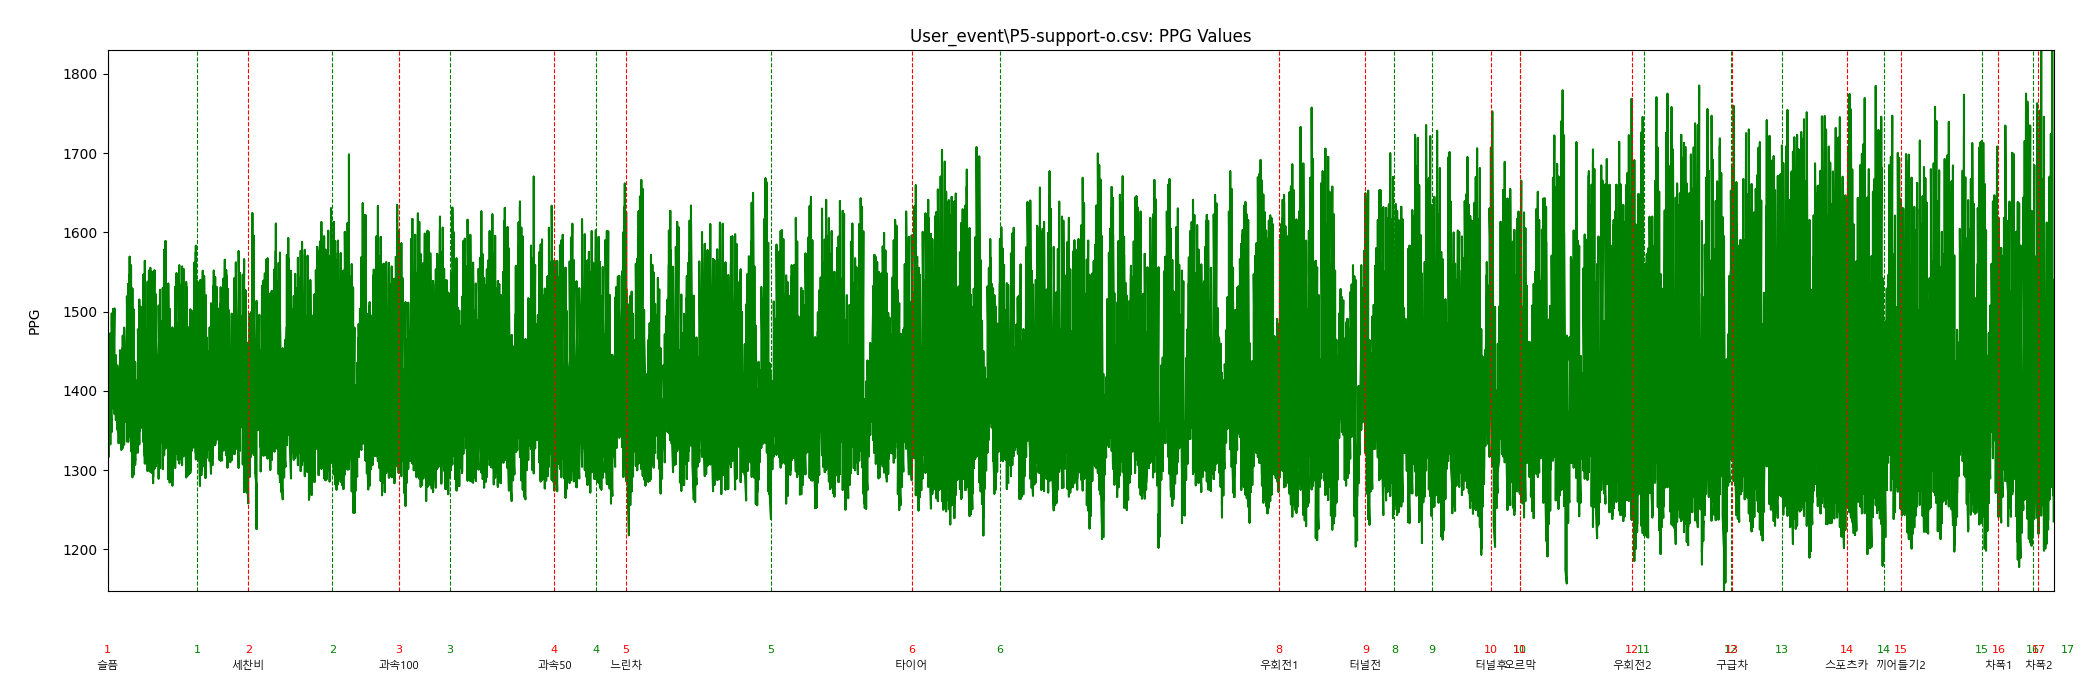 User_event\P5-support-o.csv: PPG Values
1800
1700
1600
1500
1400
1300
1200
PPG
1 1 2 2 3 3 4 4 5 5 6 6 8 9 8 9 10 11 12 11 13 13 14 14 15 15 16 17 17
슬픔 세찬비 과속100 과속50 느린차 타이어 우회전1 터널전 터널후 오르막 우회전2 구급차 스포츠카 끼어들기2 차폭1 차폭2